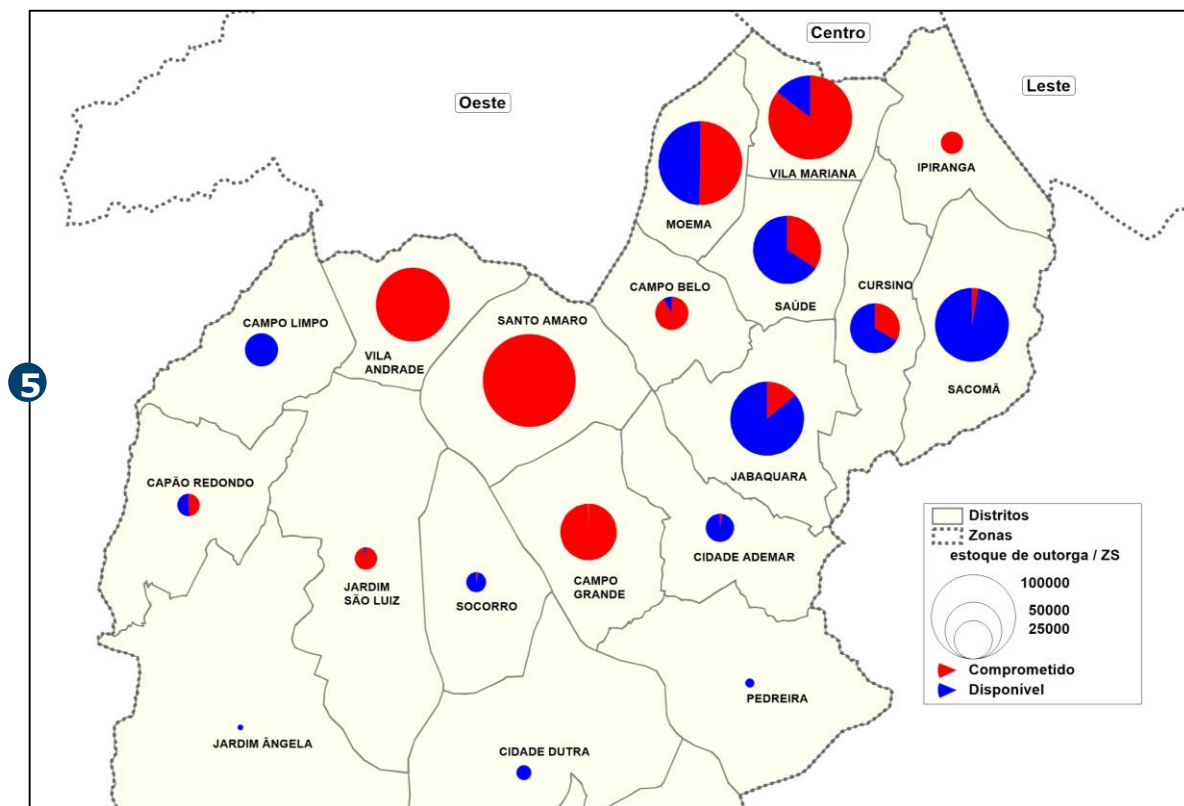 Centro
Oeste
Leste
VILA MARIANA
IPIRANGA
MOEMA
CAMPO BELO
SAÚDE
CURSINO
CAMPO LIMPO
SANTO AMARO
VILA
ANDRADE
SACOMÃ
5
JABAQUARA
CAPÃO REDONDO
CIDADE ADEMAR
JARDIM
SÃO LUIZ
SOCORRO
CAMPO
GRANDE
PEDREIRA
JARDIM ÂNGELA
CIDADE DUTRA
Distritos
Zonas
estoque de outorga / ZS
100000
50000
25000
Comprometido
Disponível